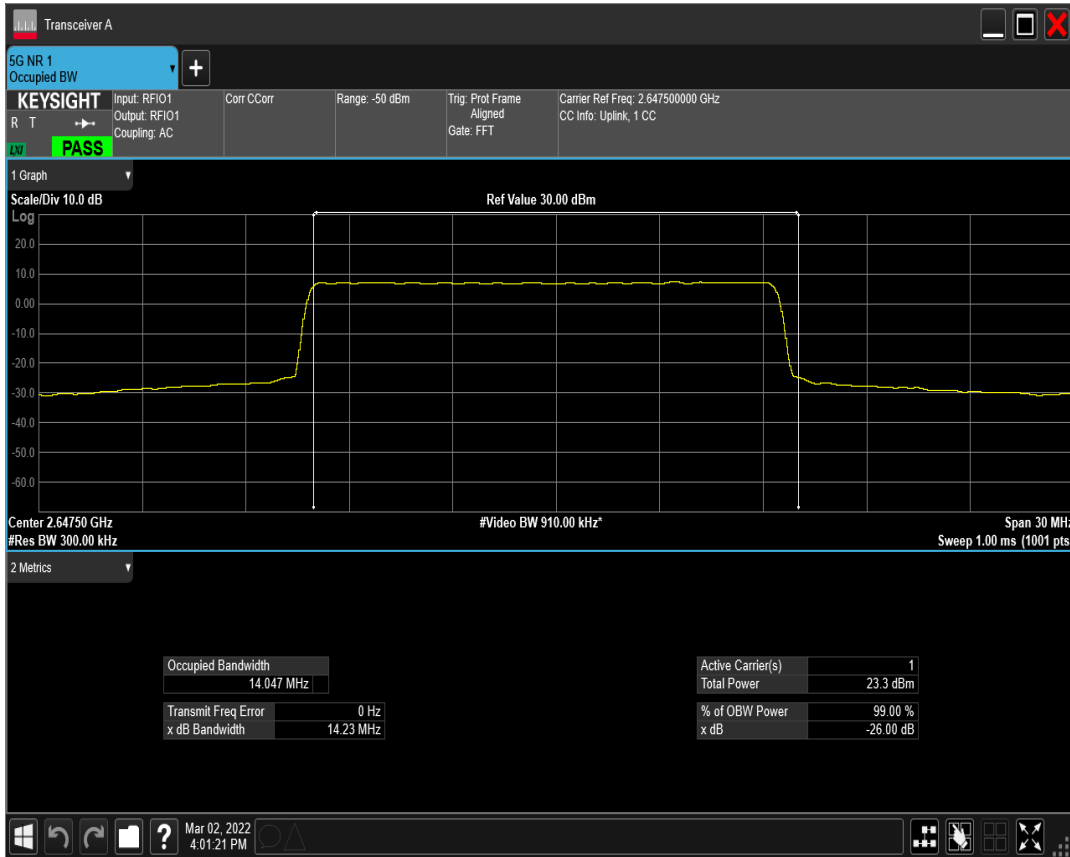 Transceiver A
5G NR 1
Occupied BW
KEYSIGHT
R T
LXI
PASS
Input: RFIO1
Output: RFIO1
Coupling: AC
Corr CCorr
Range: -50 dBm
Trig: Prot Frame
Aligned
Gate: FFT
Carrier Ref Freq: 2.647500000 GHz
CC Info: Uplink, 1 CC
1 Graph
Scale/Div 10.0 dB
Ref Value 30.00 dBm
Log
20.0
10.0
0.00
-10.0
-20.0
-30.0
-40.0
-50.0
-60.0
Center 2.64750 GHz
#Video BW 910.00 kHz*
Span 30 MHz
#Res BW 300.00 kHz
Sweep 1.00 ms (1001 pts
2 Metrics
Occupied Bandwidth
14.047 MHz
Transmit Freq Error 0 Hz
x dB Bandwidth 14.23 MHz
Active Carrier(s) 1
Total Power 23.3 dBm
% of OBW Power 99.00 %
x dB -26.00 dB
?
Mar 02, 2022
4:01:21 PM